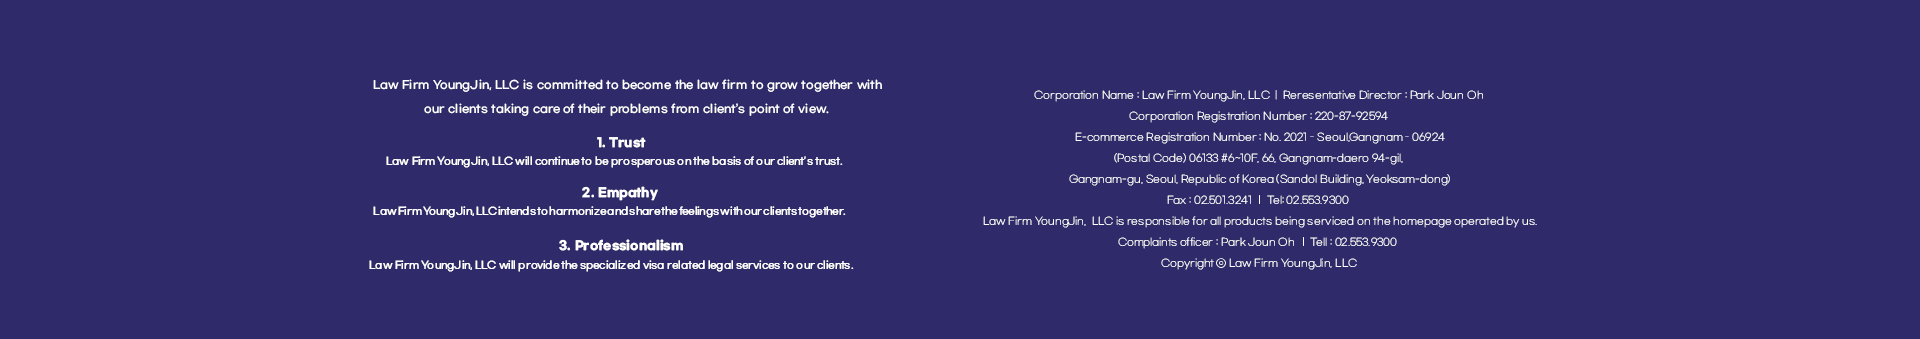 Law Firm YoungJin, LLC is committed to become the law firm to grow together with
our clients taking care of their problems from client's point of view.
1. Trust
Law Firm YoungJin, LLC will continue to be prosperous on the basis of our client's trust.
2. Empathy
Law Firm YoungJin, LLC intends to harmonize and share the feelings with our clients together.
3. Professionalism
Law Firm YoungJin, LLC will provide the specialized visa related legal services to our clients.
Corporation Name : Law Firm YoungJin, LLC | Reresentative Director : Park Joun Oh
Corporation Registration Number : 220-87-92594
E-commerce Registration Number : No. 2021 - Seoul,Gangnam - 06924
(Postal Code) 06133 #6~10F, 66, Gangnam-daero 94-gil,
Gangnam-gu, Seoul, Republic of Korea (Sandol Building, Yeoksam-dong)
Fax : 02.501.3241 | Tel: 02.553.9300
Law Firm YoungJin, LLC is responsible for all products being serviced on the homepage operated by us.
Complaints officer : Park Joun Oh | Tell : 02.553.9300
Copyright ⓒ Law Firm YoungJin, LLC